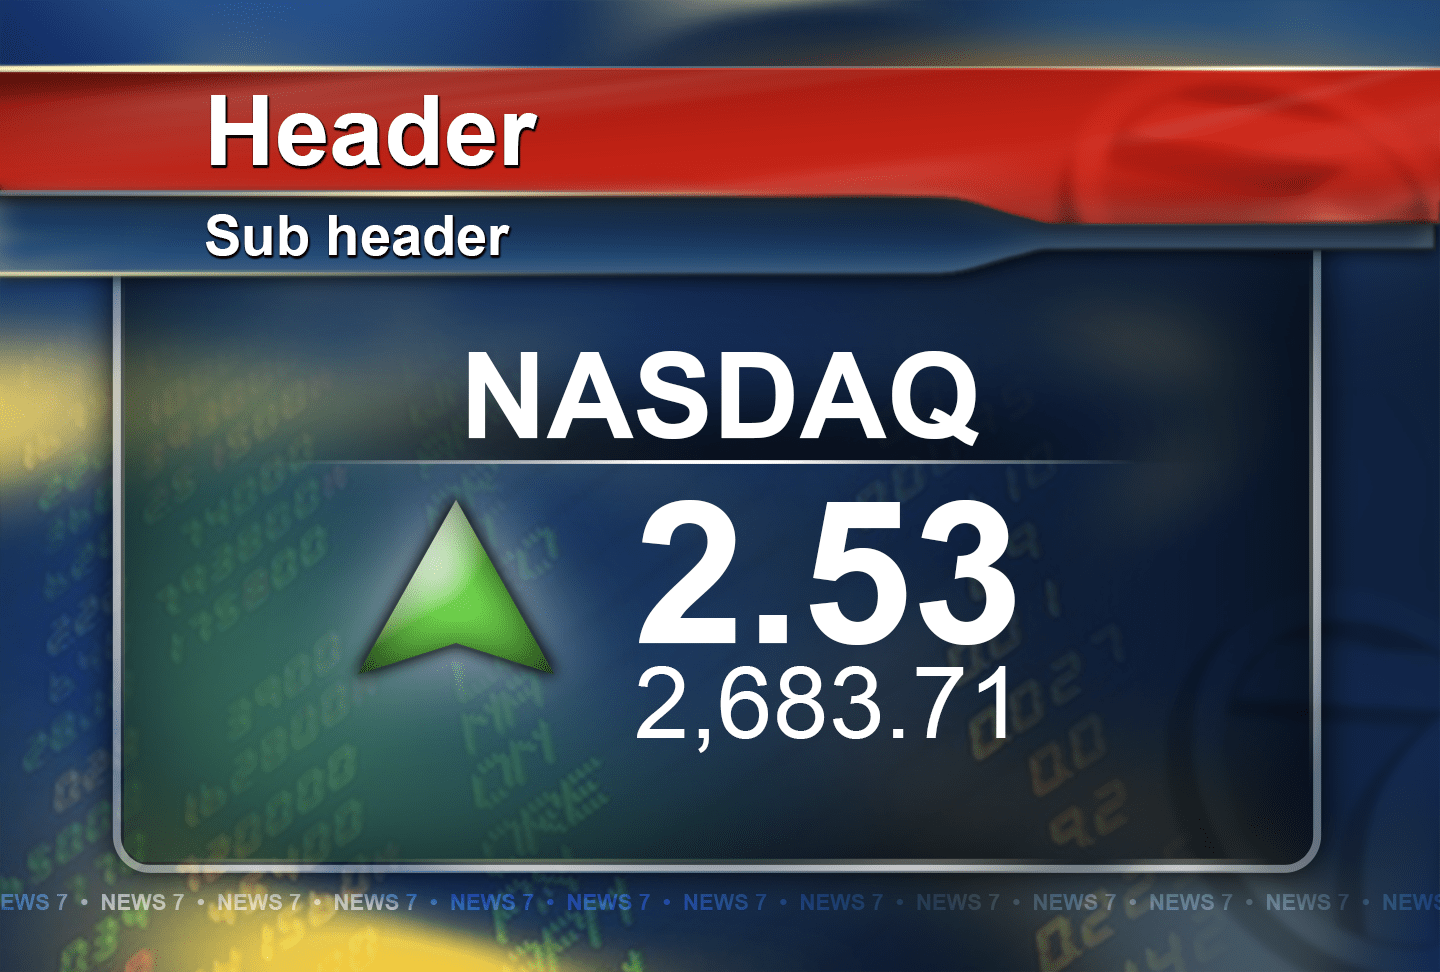 Header
Sub header
NASDAQ
2.53
2,683.71
EWS 7 • NEWS 7 • NEWS 7 • NEWS 7 • NEWS 7 • NEWS 7 • NEWS 7 • NEWS 7 • NEWS 7 • NEWS 7 • NEWS 7 • NEWS 7 • NEWS